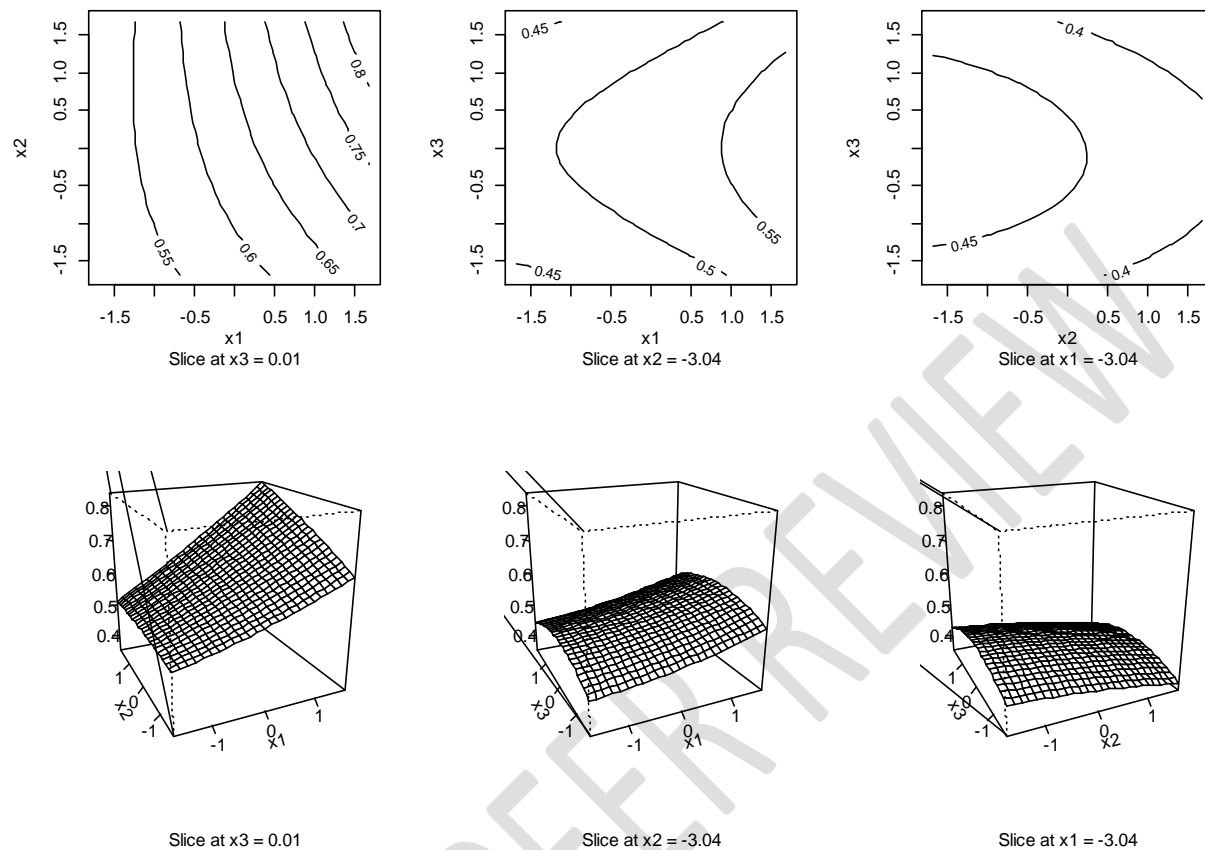 1.5
1.0
0.5
-0.5
-1.5
x2
0.8
0.75
0.7
0.65
0.6
0.55
-1.5 -0.5 0.5 1.0 1.5
x1
Slice at x3 = 0.01
1.5
1.0
0.5
-0.5
-1.5
x3
0.45
0.55
0.5
0.45
-1.5 -0.5 0.5 1.0 1.5
x1
Slice at x2 = -3.04
1.5
1.0
0.5
-0.5
-1.5
x3
0.4
0.45
0.4
-1.5 -0.5 0.5 1.0 1.5
x2
Slice at x1 = -3.04
0.8
0.7
0.6
0.5
0.4
1
0
-1
x2
-1 0 1
x1
Slice at x3 = 0.01
0.8
0.7
0.6
0.5
0.4
1
0
-1
x3
-1 0 1
x1
Slice at x2 = -3.04
0.8
0.7
0.6
0.5
0.4
1
0
-1
x3
-1 0 1
x2
Slice at x1 = -3.04
EER REVIEW